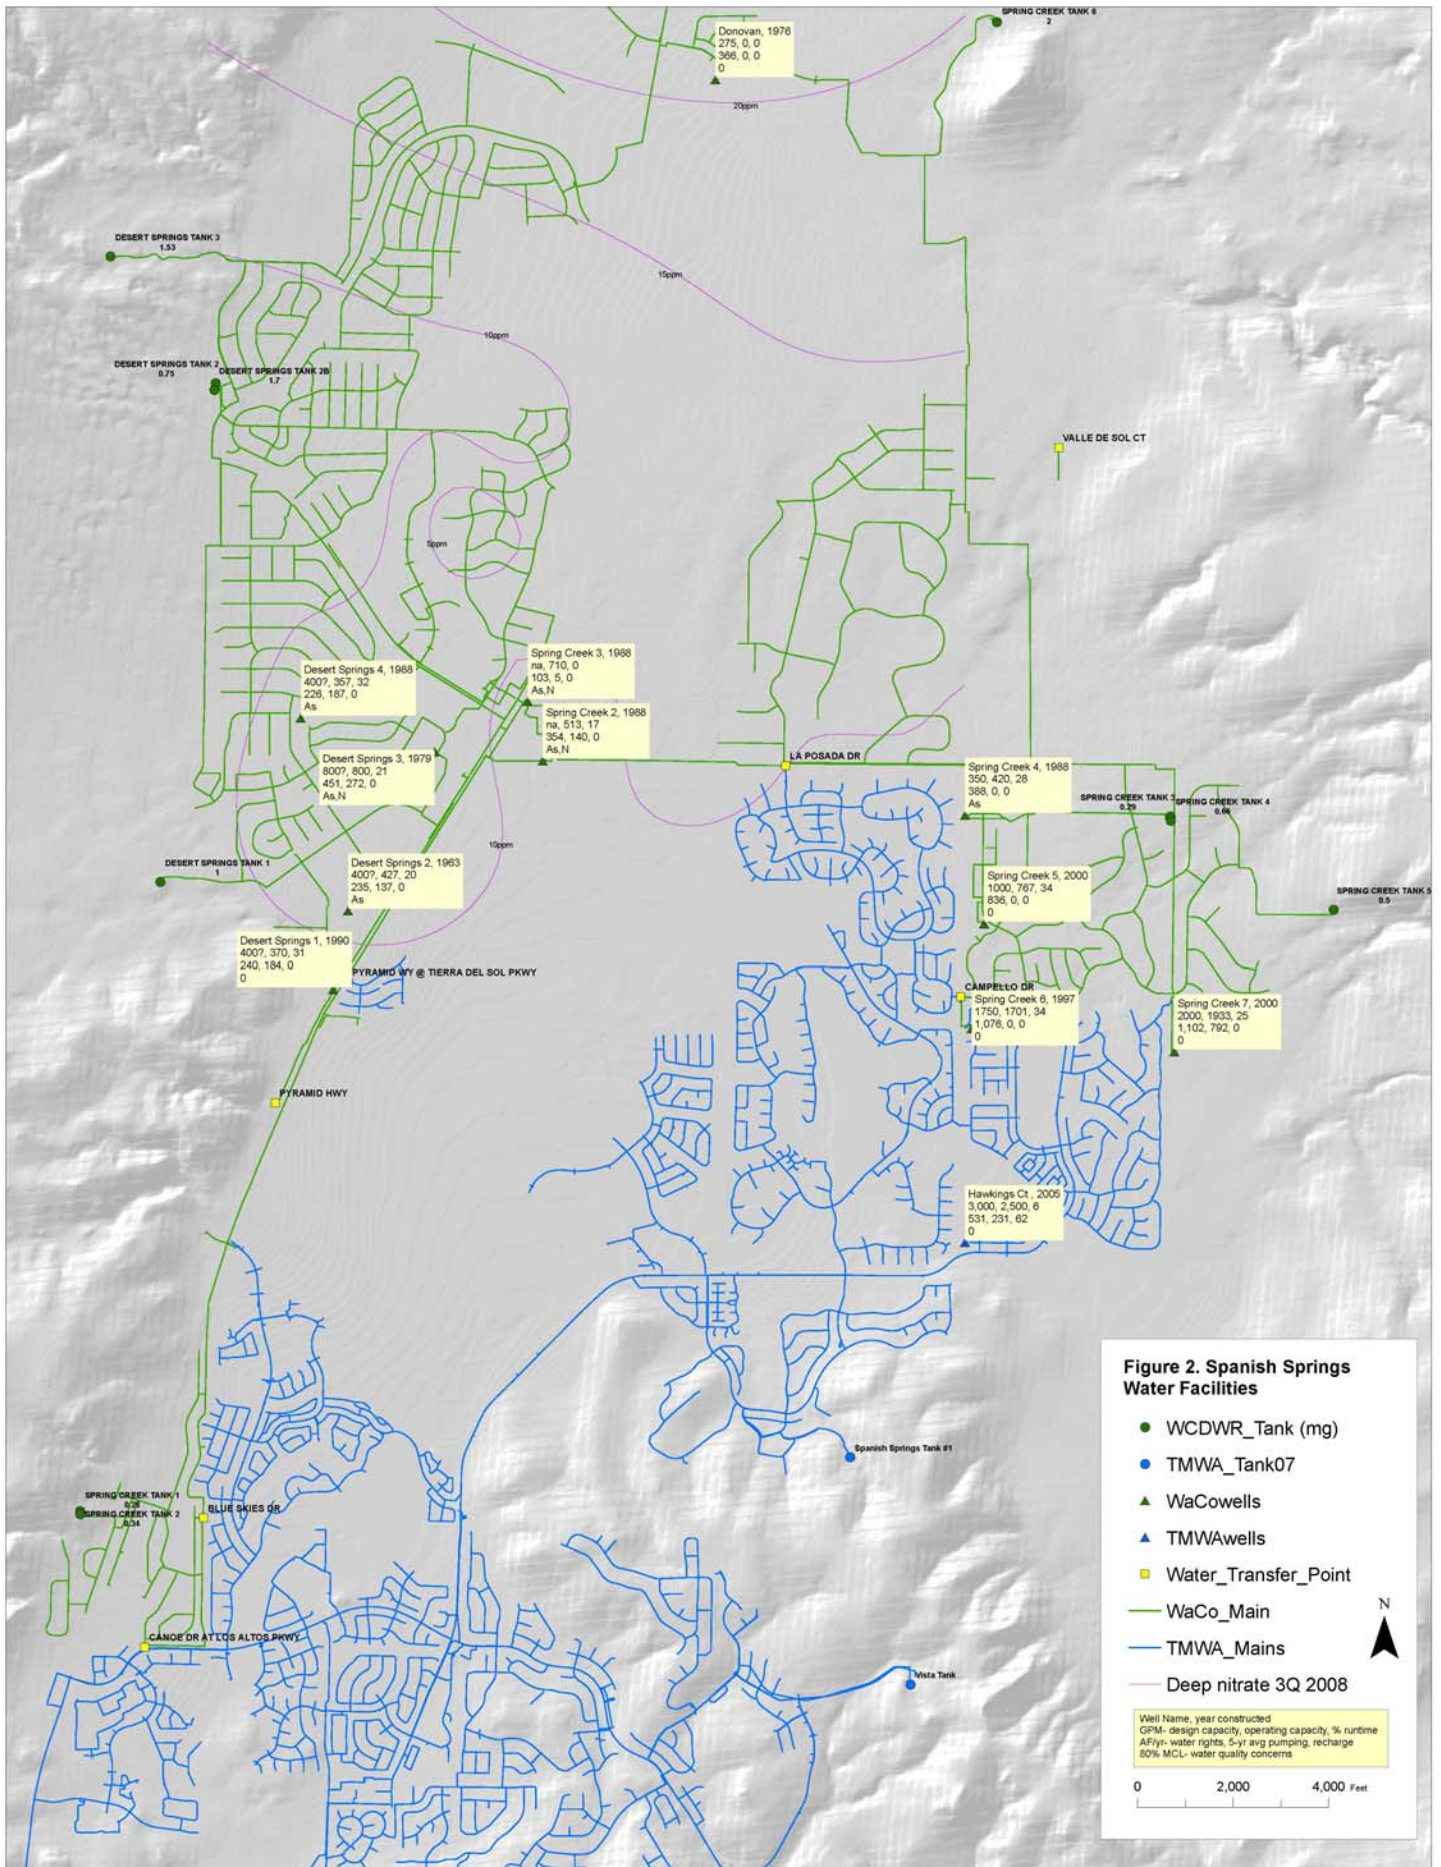 SPRING CREEK TANK 6
2
Donovan, 1976
275, 0, 0
366, 0, 0
0
20ppm
DESERT SPRINGS TANK 3
1.53
15ppm
10ppm
DESERT SPRINGS TANK 2
0.75
DESERT SPRINGS TANK 2B
1.7
VALLE DE SOL CT
5ppm
Spring Creek 3, 1988
na, 710, 0
103, 5, 0
As,N
Desert Springs 4, 1988
400?, 357, 32
226, 187, 0
As
Spring Creek 2, 1988
na, 513, 17
354, 140, 0
As,N
Desert Springs 3, 1979
800?, 800, 21
451, 272, 0
As,N
LA POSADA DR
Spring Creek 4, 1988
350, 420, 28
388, 0, 0
As
SPRING CREEK TANK 3
0.29
SPRING CREEK TANK 4
0.66
10ppm
DESERT SPRINGS TANK 1
1
Desert Springs 2, 1963
400?, 427, 20
235, 137, 0
As
Spring Creek 5, 2000
1000, 767, 34
836, 0, 0
0
SPRING CREEK TANK 5
0.5
Desert Springs 1, 1990
400?, 370, 31
240, 184, 0
0
PYRAMID WY @ TIERRA DEL SOL PKWY
CAMPELLO DR
Spring Creek 6, 1997
1750, 1701, 34
1,076, 0, 0
0
Spring Creek 7, 2000
2000, 1933, 25
1,102, 792, 0
0
PYRAMID HWY
Hawkings Ct , 2005
3,000, 2,500, 6
531, 231, 62
0
Spanish Springs Tank #1
SPRING CREEK TANK 1
0.28
SPRING CREEK TANK 2
0.34
BLUE SKIES DR
CANOE DR AT LOS ALTOS PKWY
Vista Tank
Figure 2. Spanish Springs
Water Facilities
WCDWR_Tank (mg)
TMWA_Tank07
WaCowells
TMWAwells
Water_Transfer_Point
WaCo_Main
TMWA_Mains
Deep nitrate 3Q 2008
N
Well Name, year constructed
GPM- design capacity, operating capacity, % runtime
AF/yr- water rights, 5-yr avg pumping, recharge
80% MCL- water quality concerns
0 2,000 4,000 Feet